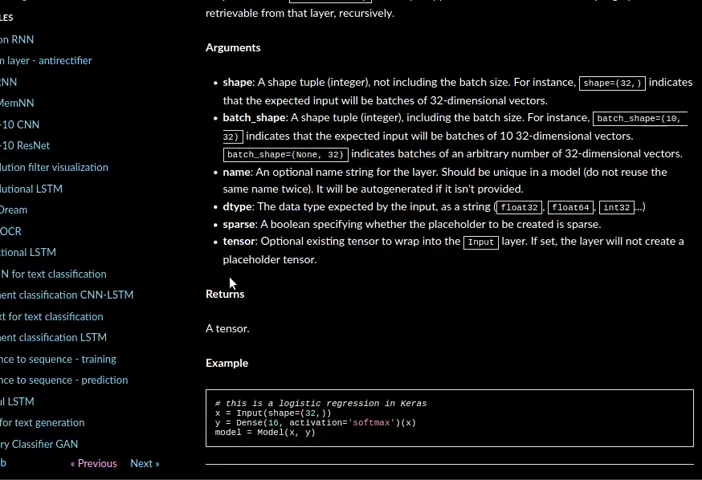 LES
on RNN
m layer - antirectifier
RNN
MemNN
-10 CNN
-10 ResNet
lution filter visualization
lutional LSTM
Dream
OCR
ctional LSTM
N for text classification
ment classification CNN-LSTM
xt for text classification
ment classification LSTM
nce to sequence - training
nce to sequence - prediction
ul LSTM
for text generation
ry Classifier GAN
b
« Previous Next »
retrievable from that layer, recursively.
Arguments
• shape: A shape tuple (integer), not including the batch size. For instance, shape=(32,) indicates
that the expected input will be batches of 32-dimensional vectors.
• batch_shape: A shape tuple (integer), including the batch size. For instance, batch_shape=(10,
32) indicates that the expected input will be batches of 10 32-dimensional vectors.
batch_shape=(None, 32) indicates batches of an arbitrary number of 32-dimensional vectors.
• name: An optional name string for the layer. Should be unique in a model (do not reuse the
same name twice). It will be autogenerated if it isn't provided.
• dtype: The data type expected by the input, as a string (float32, float64, int32...)
• sparse: A boolean specifying whether the placeholder to be created is sparse.
• tensor: Optional existing tensor to wrap into the Input layer. If set, the layer will not create a
placeholder tensor.
Returns
A tensor.
Example
# this is a logistic regression in Keras
x = Input(shape=(32,))
y = Dense(16, activation='softmax')(x)
model = Model(x, y)